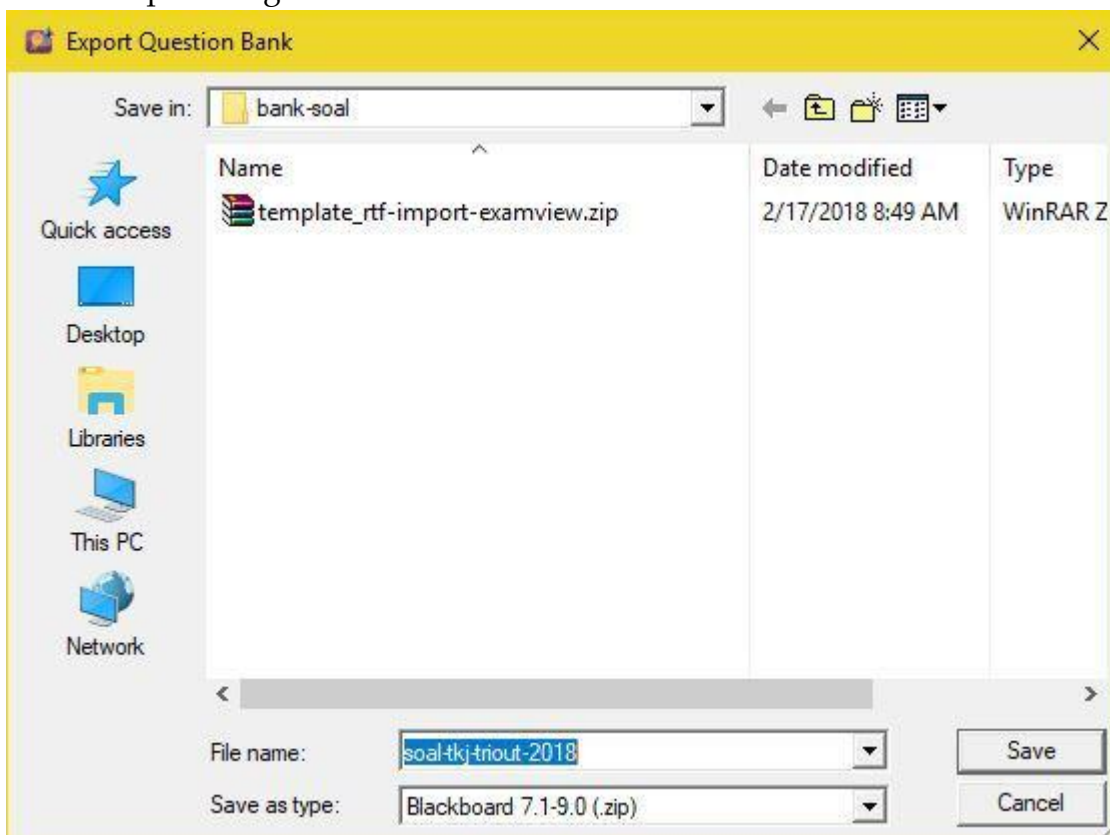 Export Question Bank
Save in: bank-soal
Name Date modified Type
template_rtf-import-examview.zip 2/17/2018 8:49 AM WinRAR Z
Quick access
Desktop
Libraries
This PC
Network
File name: soal-tkj-triout-2018 Save
Save as type: Blackboard 7.1-9.0 (.zip) Cancel